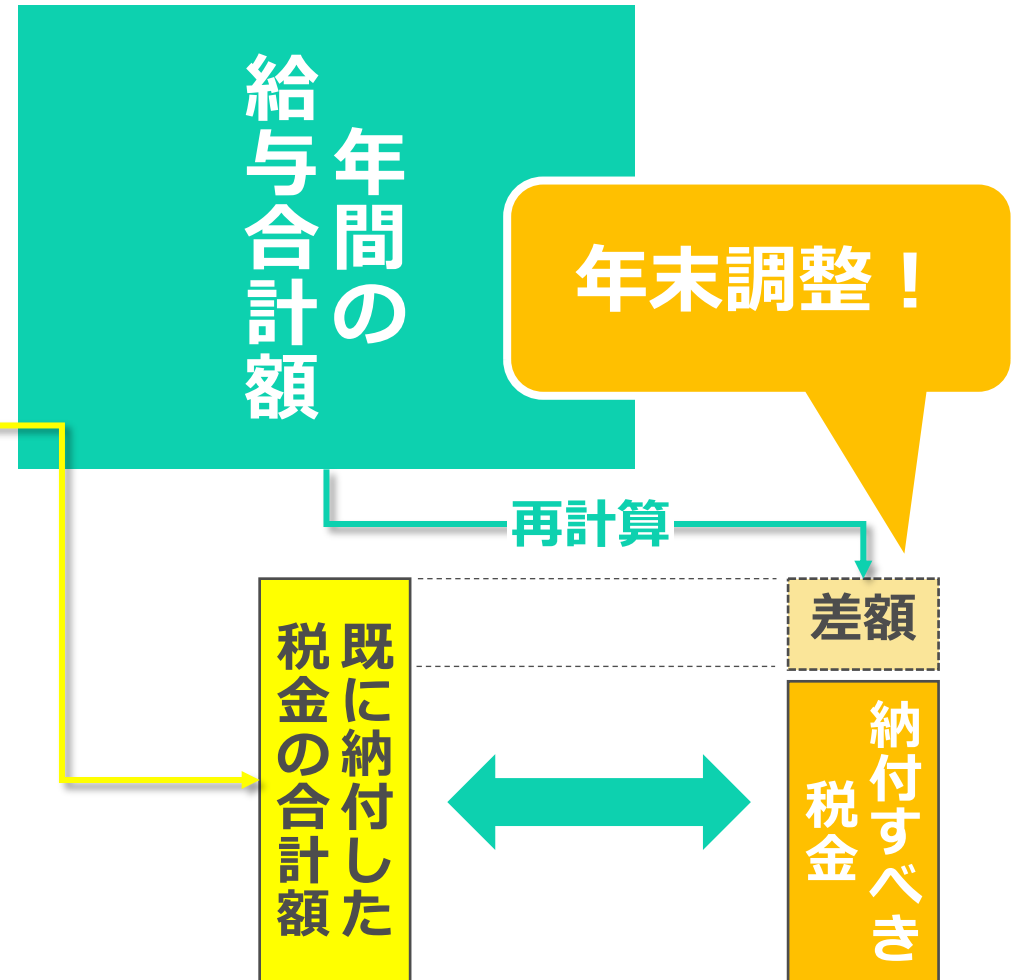 年間の
給与合計額
年末調整！
再計算
差額
既に納付した
税金の合計額
納付すべき
税金